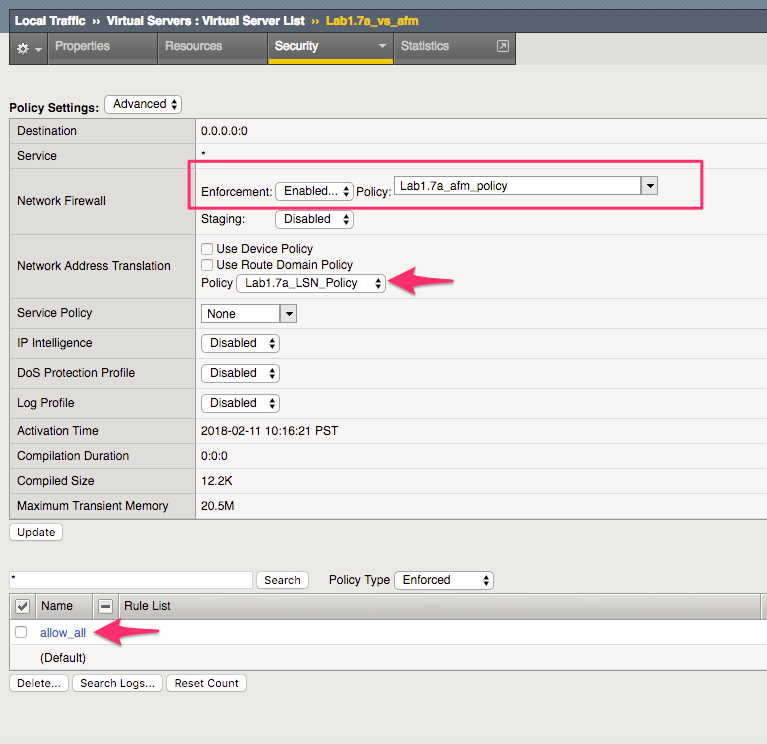 Local Traffic ›› Virtual Servers : Virtual Server List ›› Lab1.7a_vs_afm
Properties Resources Security Statistics
Policy Settings: Advanced
Destination 0.0.0.0:0
Service *
Network Firewall Enforcement: Enabled... Policy: Lab1.7a_afm_policy
Staging: Disabled
Network Address Translation Use Device Policy
Use Route Domain Policy
Policy Lab1.7a_LSN_Policy
Service Policy None
IP Intelligence Disabled
DoS Protection Profile Disabled
Log Profile Disabled
Activation Time 2018-02-11 10:16:21 PST
Compilation Duration 0:0:0
Compiled Size 12.2K
Maximum Transient Memory 20.5M
Update
* Search Policy Type Enforced
Name Rule List
allow_all
(Default)
Delete... Search Logs... Reset Count